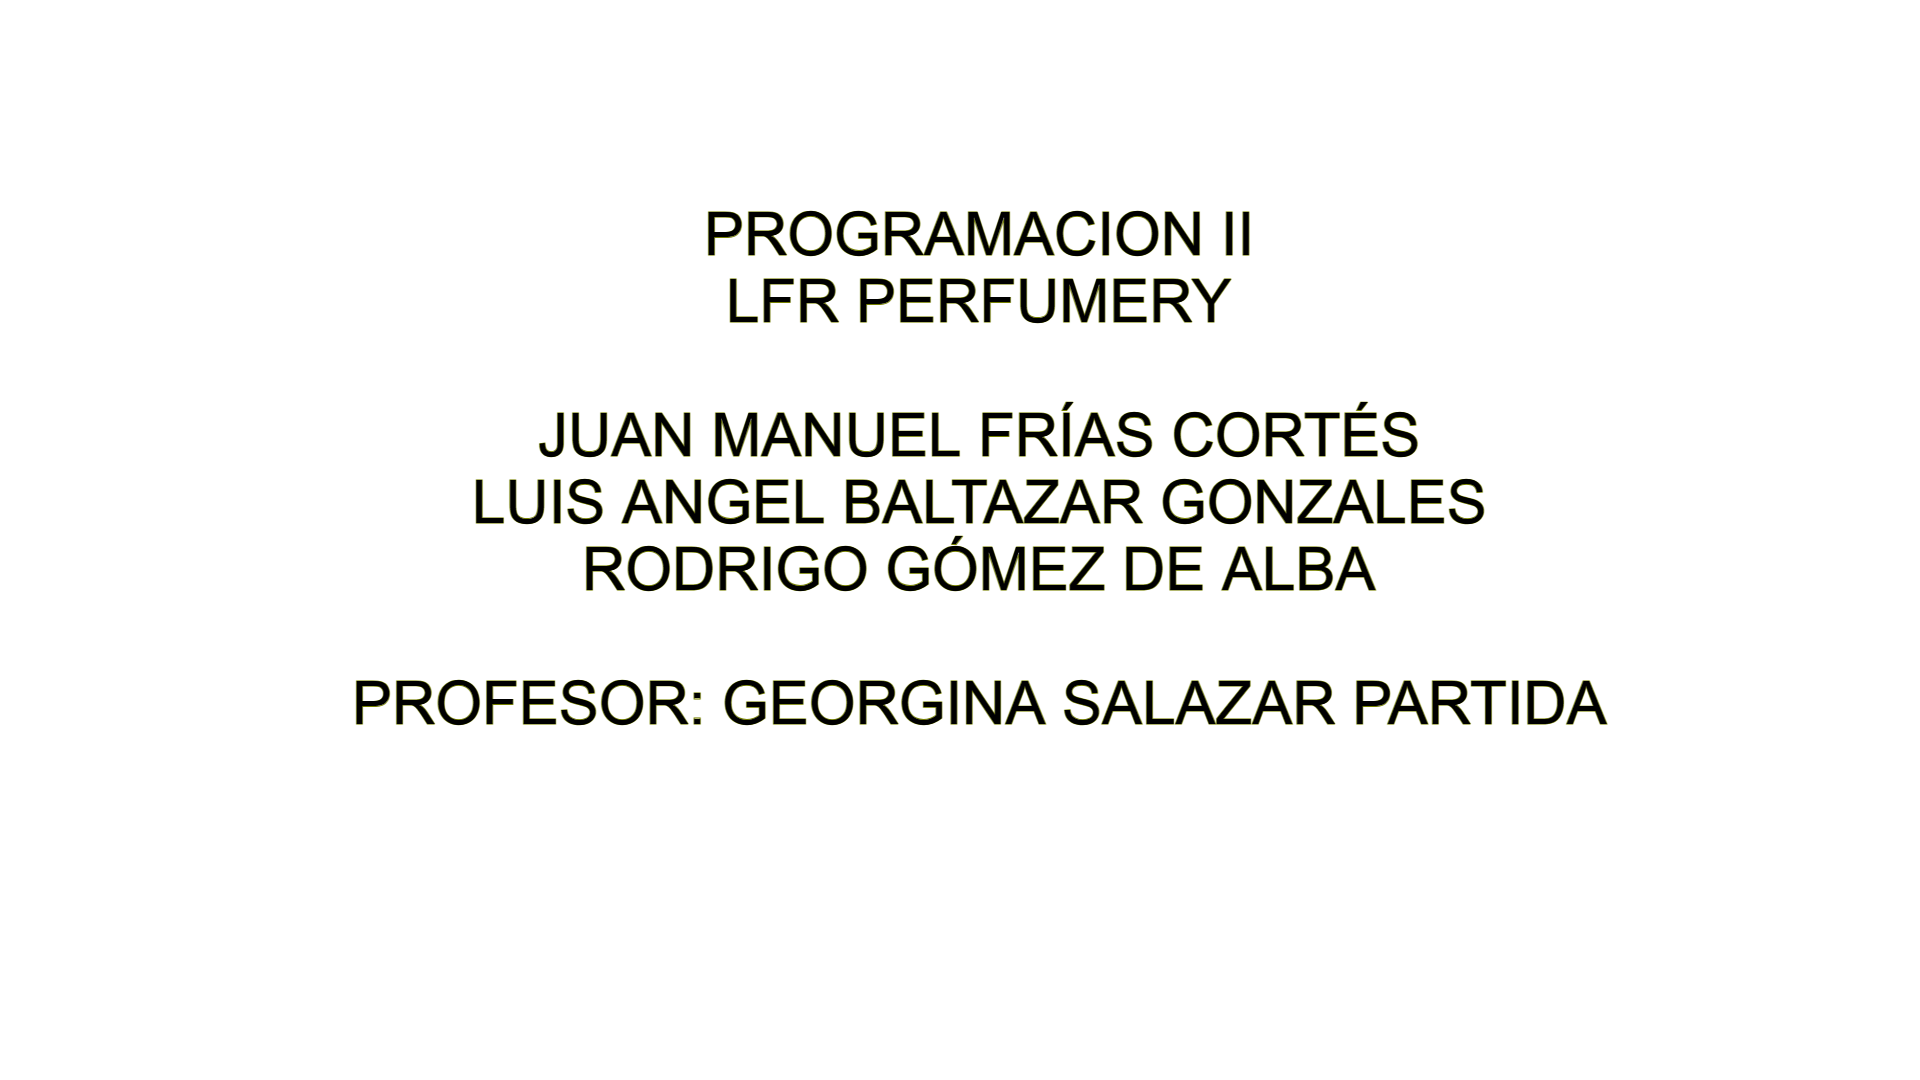 PROGRAMACION II
LFR PERFUMERY
JUAN MANUEL FRÍAS CORTÉS
LUIS ANGEL BALTAZAR GONZALES
RODRIGO GÓMEZ DE ALBA
PROFESOR: GEORGINA SALAZAR PARTIDA